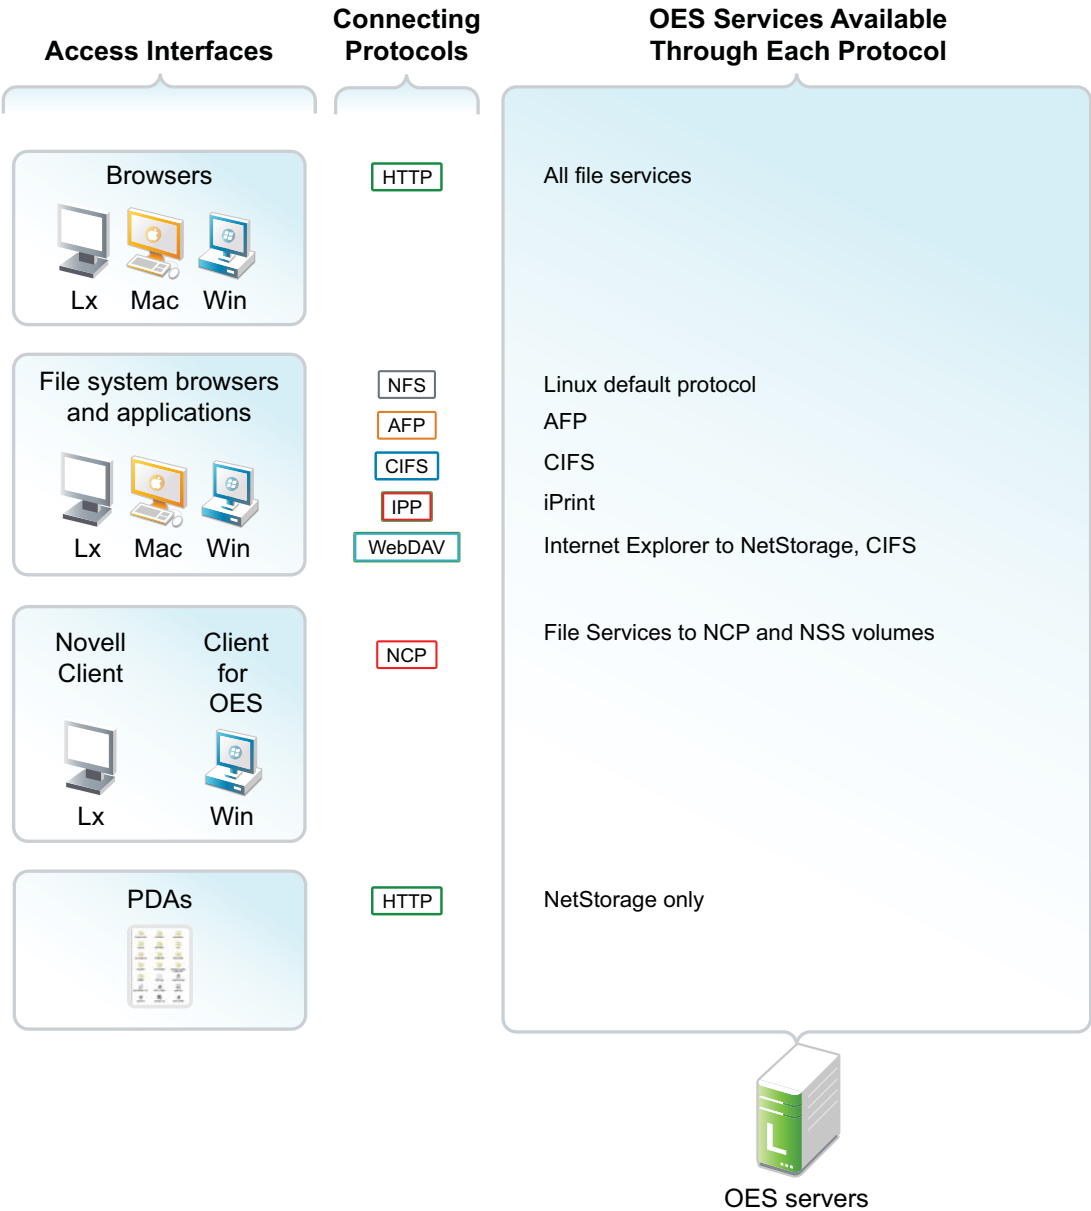 Access Interfaces
Connecting
Protocols
OES Services Available
Through Each Protocol
Browsers
Lx
Mac
Win
HTTP
All file services
File system browsers
and applications
Lx
Mac
Win
NFS
Linux default protocol
AFP
AFP
CIFS
CIFS
IPP
iPrint
WebDAV
Internet Explorer to NetStorage, CIFS
Novell
Client
Client
for
OES
Lx
Win
NCP
File Services to NCP and NSS volumes
PDAs
HTTP
NetStorage only
L
OES servers